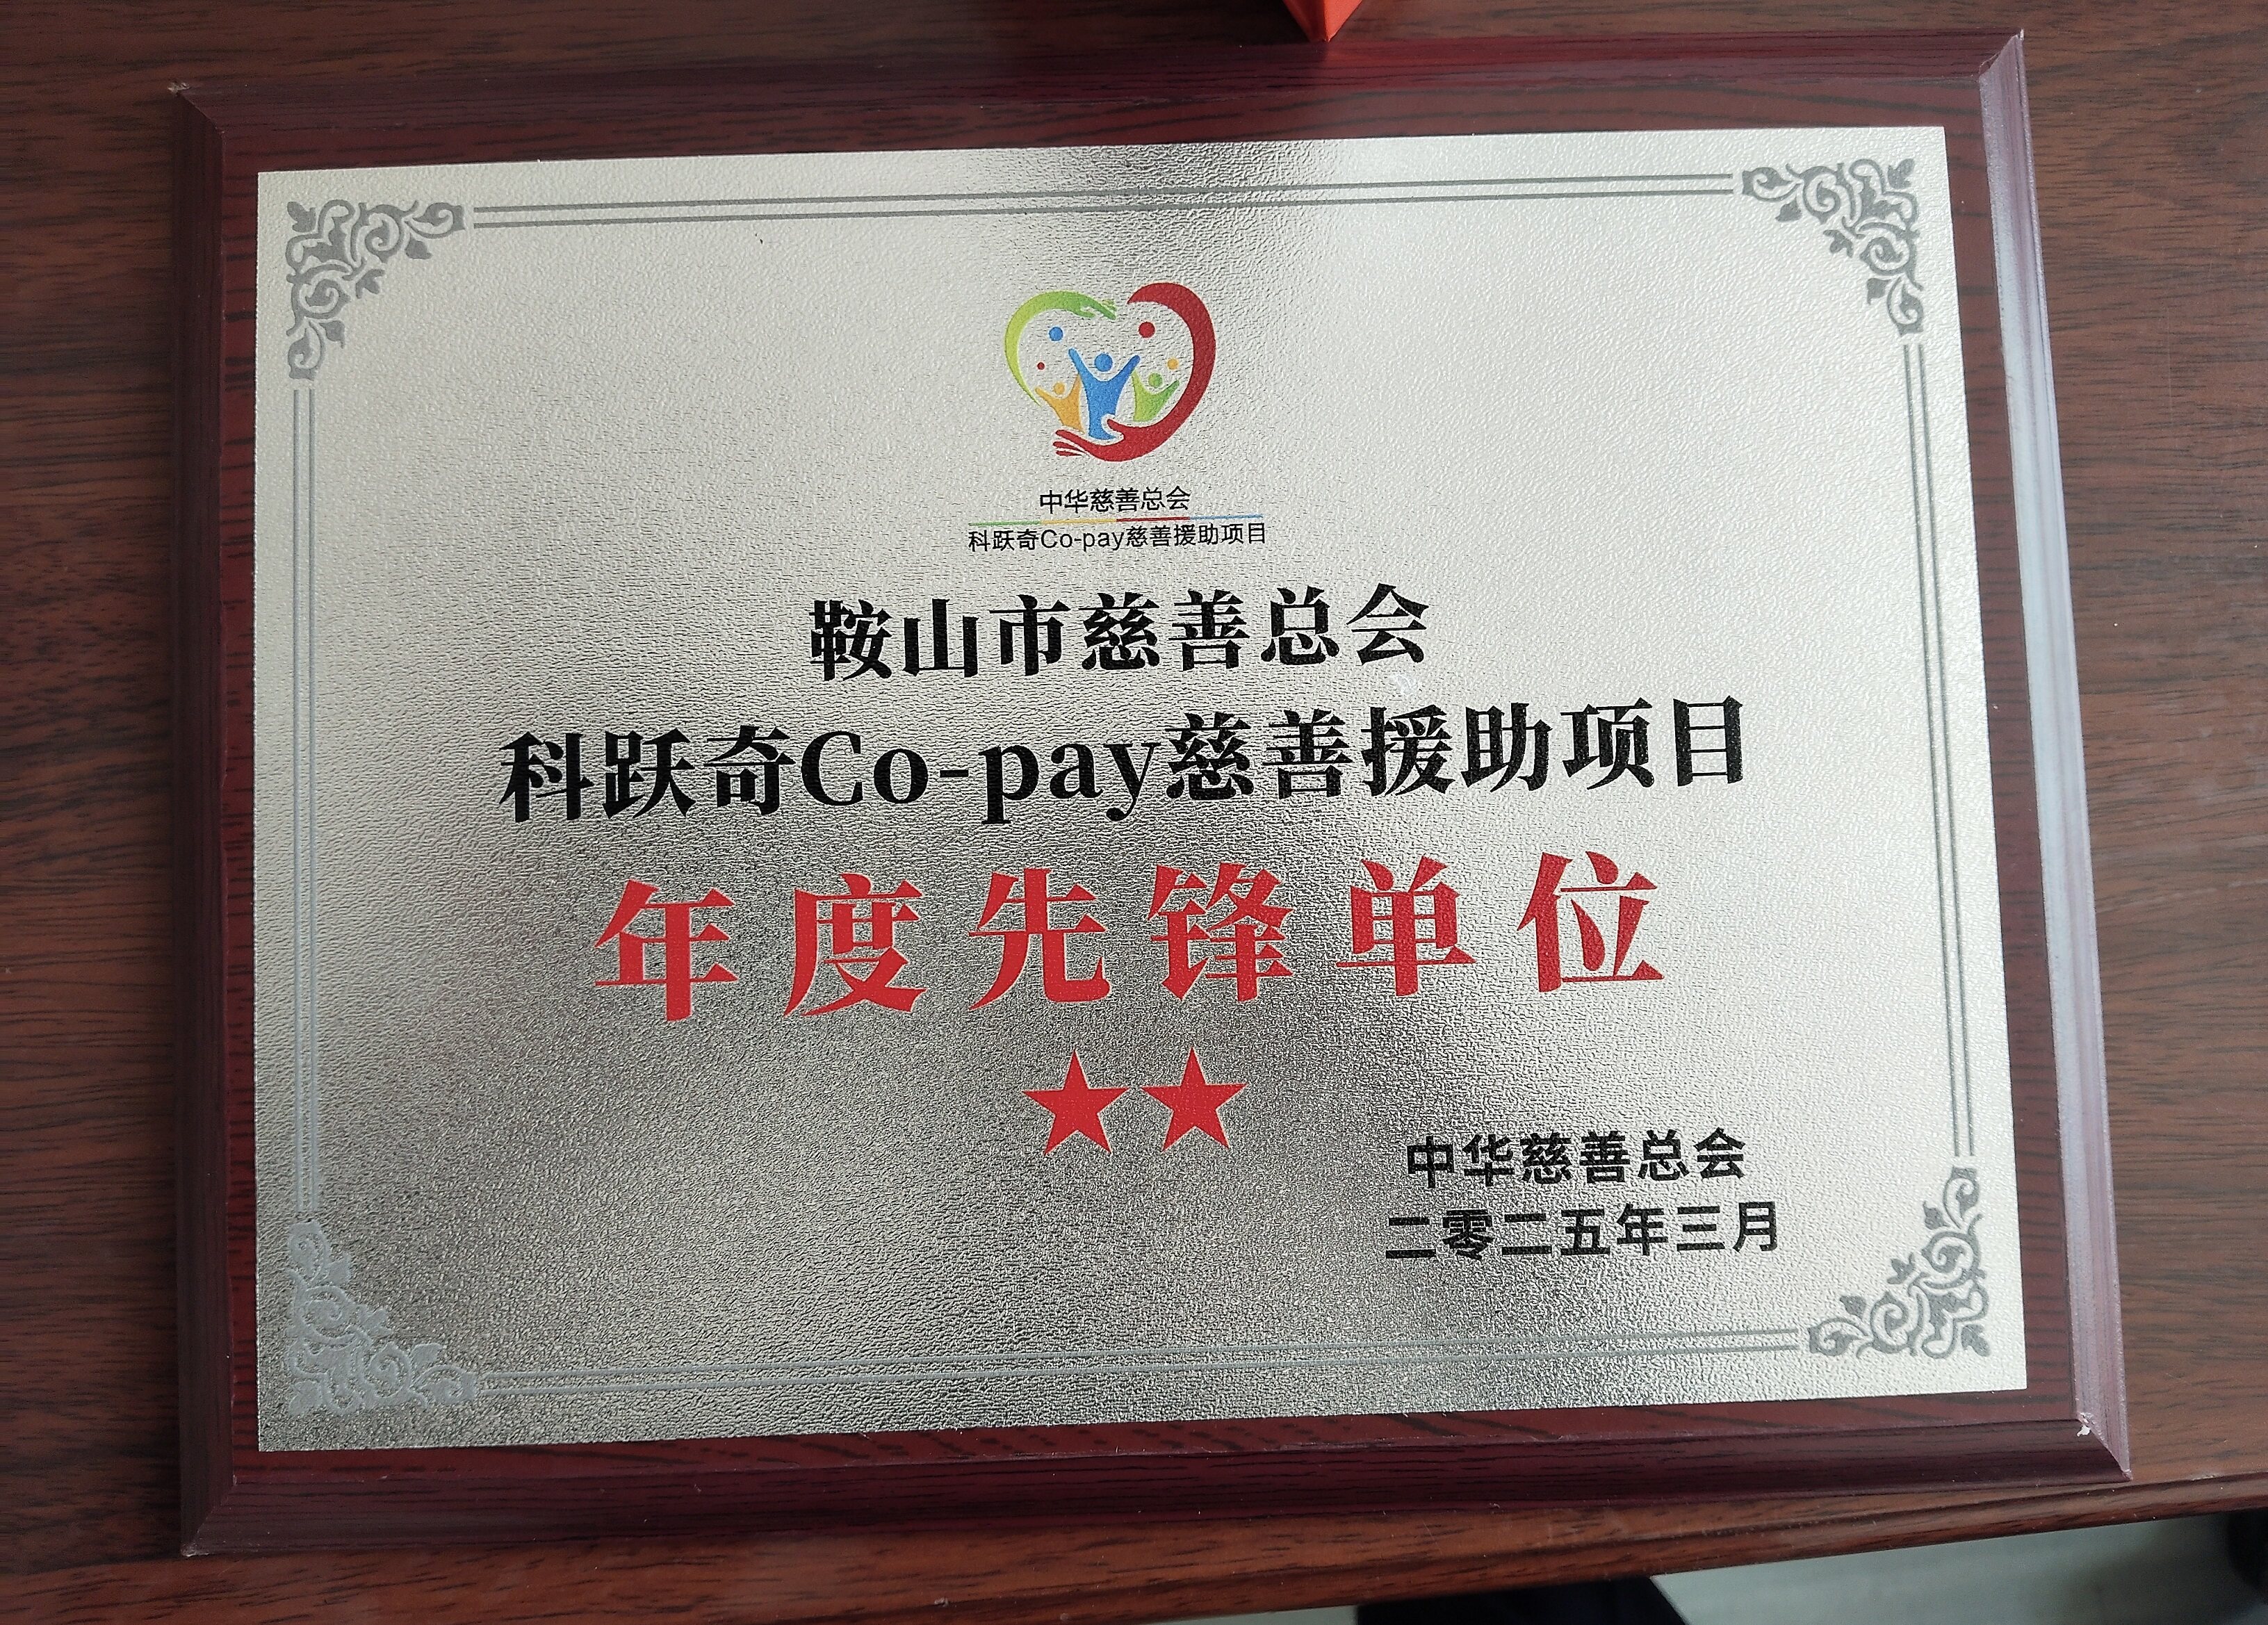 中华慈善总会
科跃奇Co-pay慈善援助项目
鞍山市慈善总会
科跃奇Co-pay慈善援助项目
年度先锋单位
★★
中华慈善总会
二零二五年三月